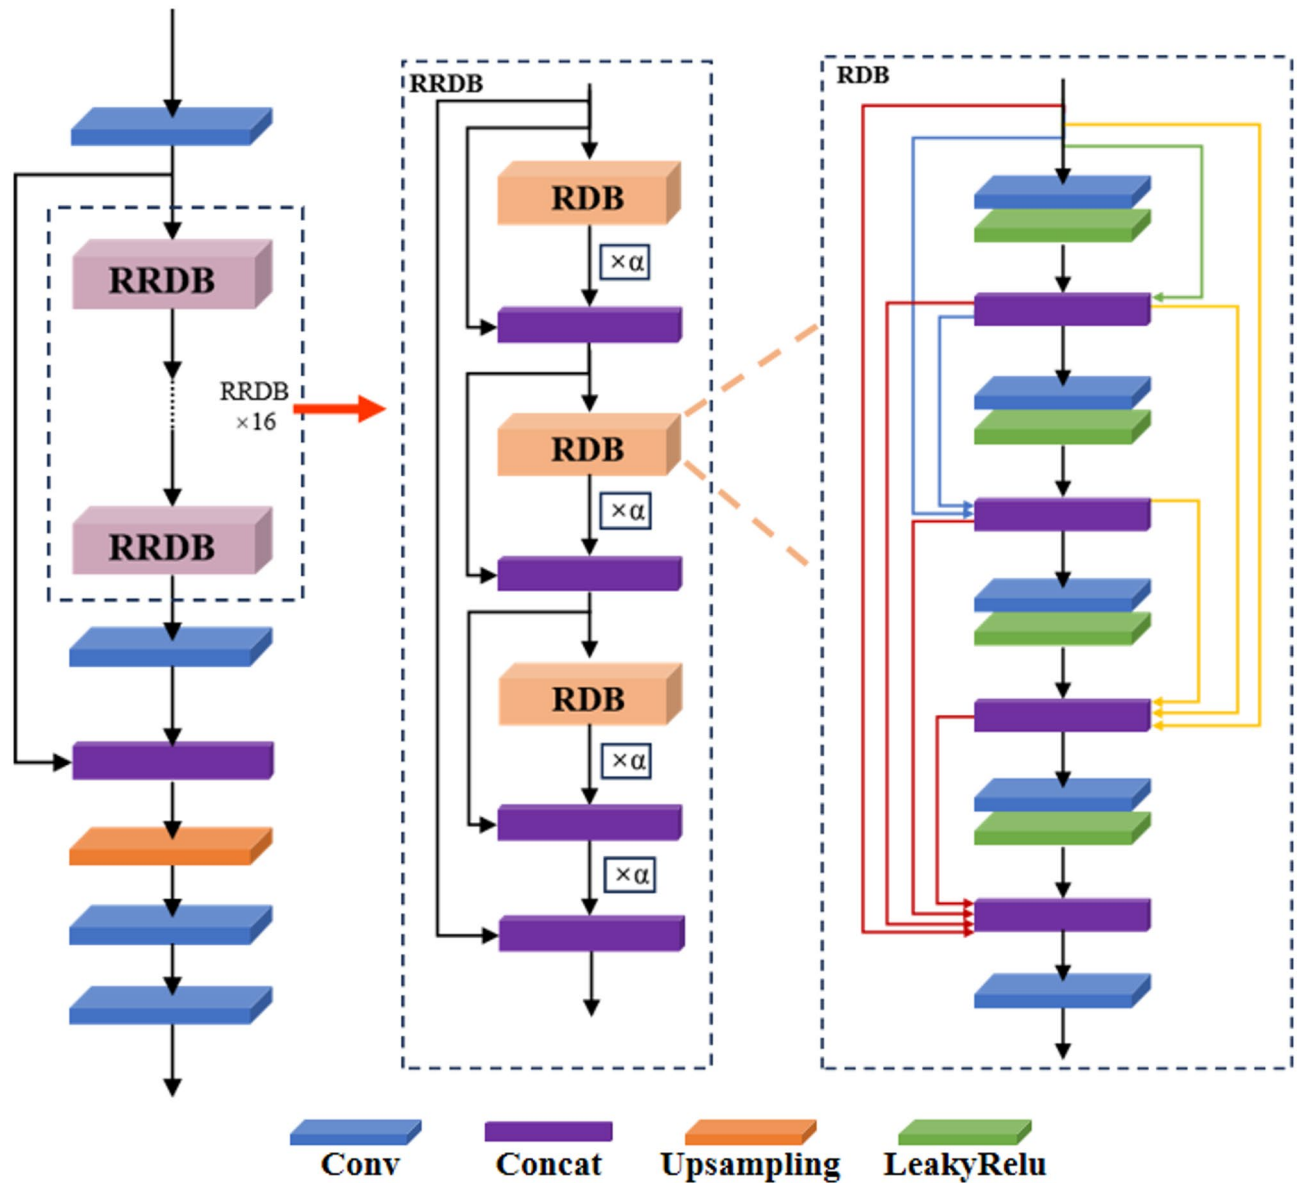 RRDB
RRDB
×16
RRDB
RRDB
RDB
×α
RDB
×α
RDB
×α
×α
RDB
Conv
Concat
Upsampling
LeakyRelu